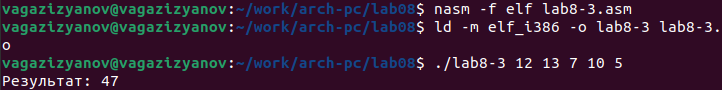 vagazizyanov@vagazizyanov:~/work/arch-pc/lab08$ nasm -f elf lab8-3.asm
vagazizyanov@vagazizyanov:~/work/arch-pc/lab08$ ld -m elf_i386 -o lab8-3 lab8-3.
o
vagazizyanov@vagazizyanov:~/work/arch-pc/lab08$ ./lab8-3 12 13 7 10 5
Результат: 47